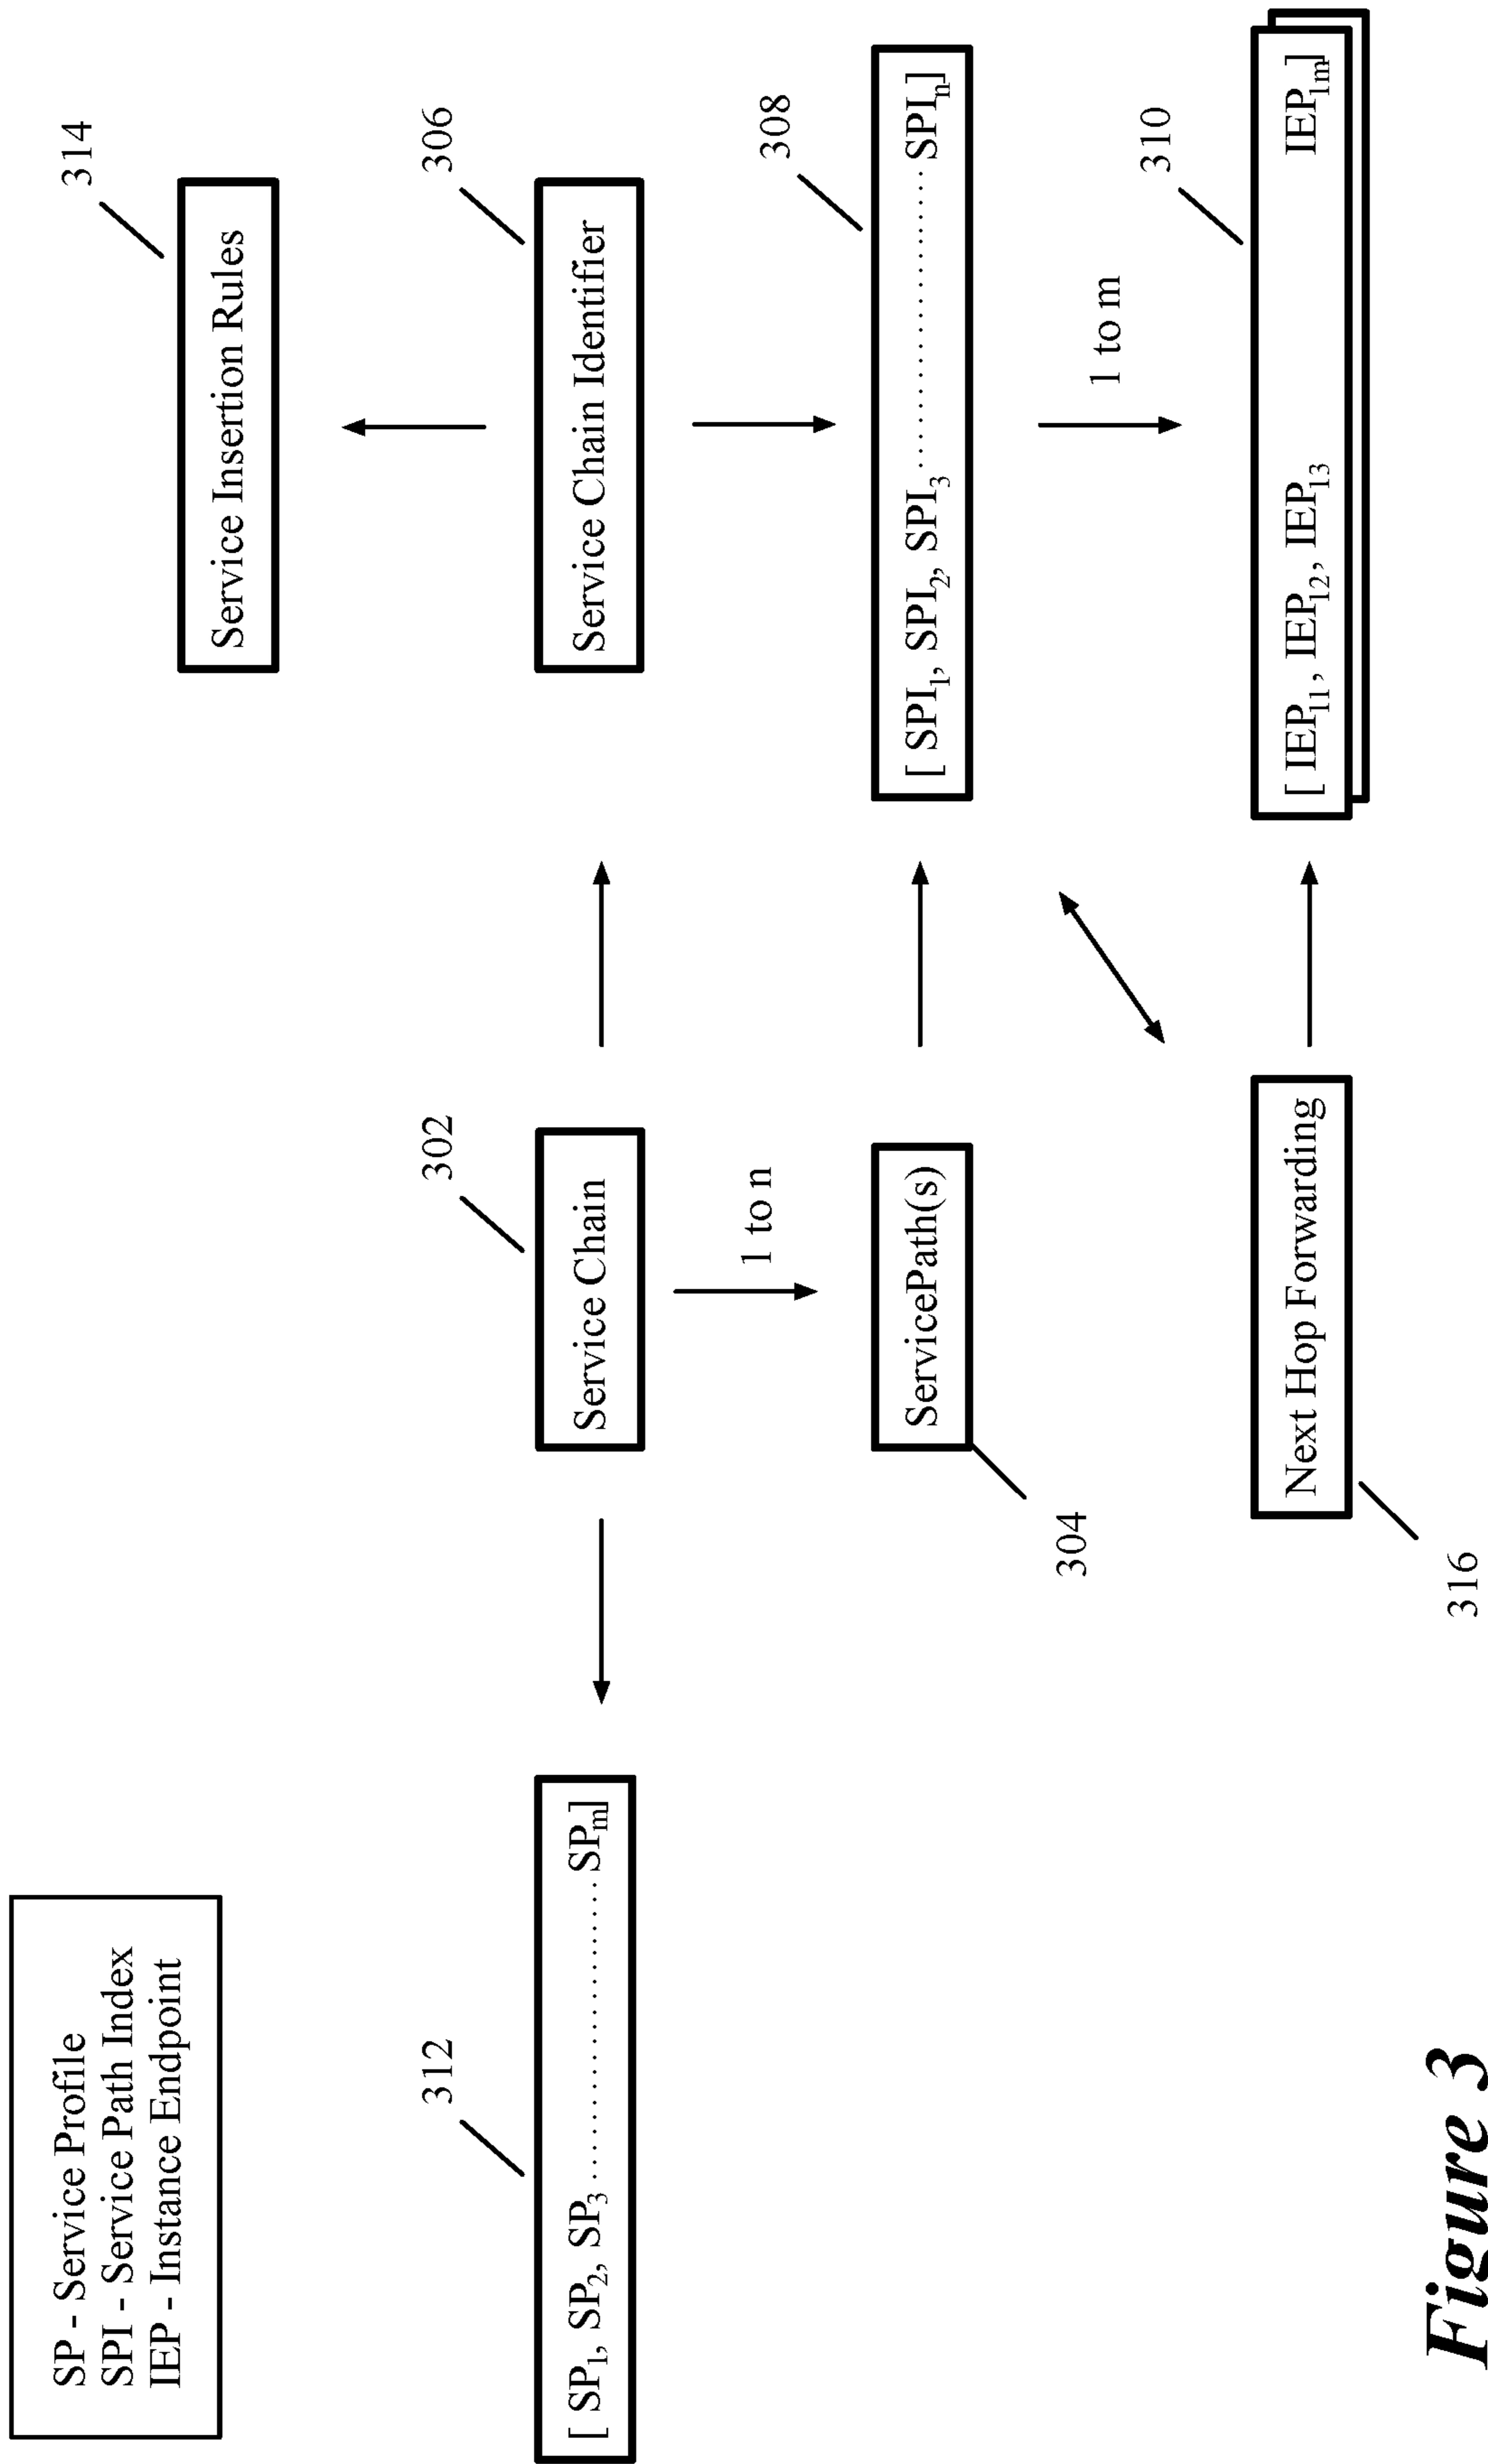 SP - Service Profile
SPI - Service Path Index
IEP - Instance Endpoint
314
Service Insertion Rules
312
302
306
[ SP₁, SP₂, SP₃ ........................ SPₘ]
Service Chain
Service Chain Identifier
1 to n
308
ServicePath(s)
[ SPI₁, SPI₂, SPI₃ ..................... SPIₙ]
304
1 to m
310
Next Hop Forwarding
[ IEP₁₁, IEP₁₂, IEP₁₃ IEP₁ₘ]
316
Figure 3